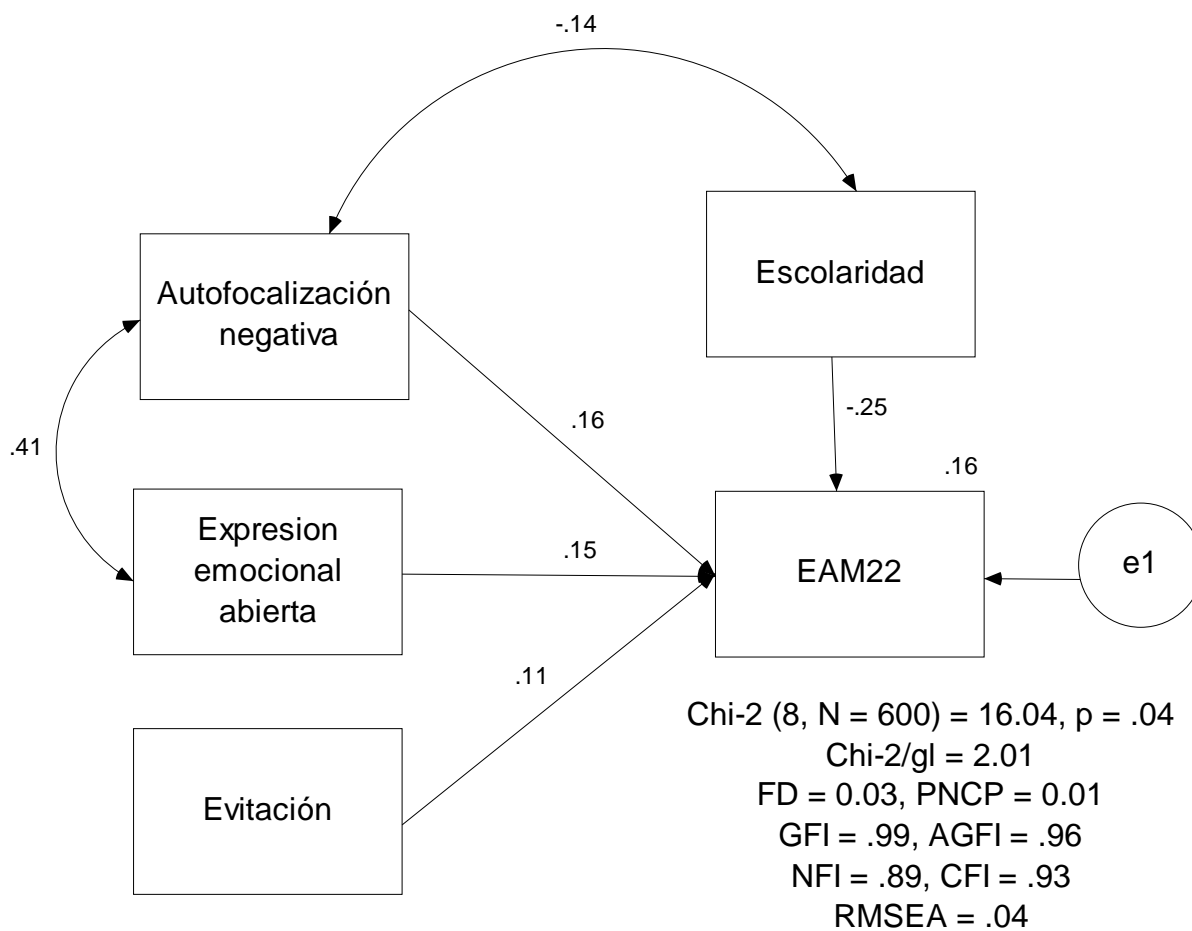 -.14
Autofocalización
negativa
Escolaridad
.41
.16
-.25
.16
Expresion
emocional
abierta
.15
EAM22
e1
.11
Evitación
Chi-2 (8, N = 600) = 16.04, p = .04
Chi-2/gl = 2.01
FD = 0.03, PNCP = 0.01
GFI = .99, AGFI = .96
NFI = .89, CFI = .93
RMSEA = .04